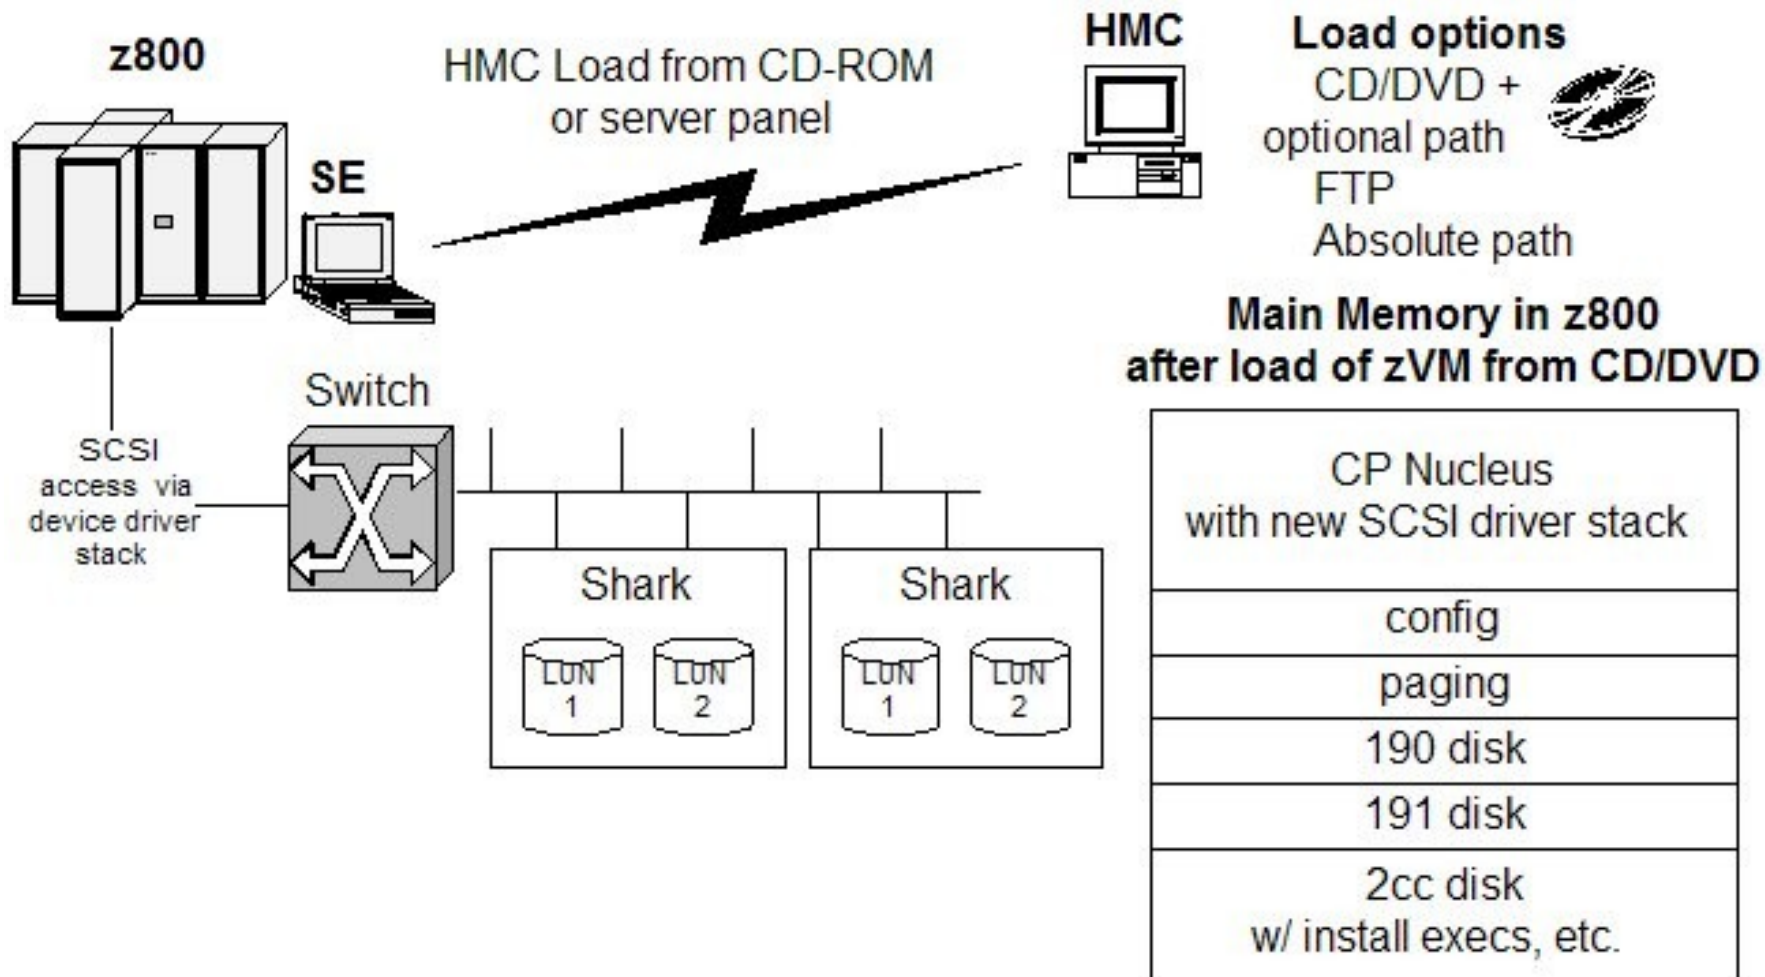 z800
SE
HMC Load from CD-ROM
or server panel
HMC
Load options
CD/DVD +
optional path
FTP
Absolute path
Switch
SCSI
access via
device driver
stack
Shark
LUN
1
LUN
2
Shark
LUN
1
LUN
2
Main Memory in z800
after load of zVM from CD/DVD
CP Nucleus
with new SCSI driver stack
config
paging
190 disk
191 disk
2cc disk
w/ install execs, etc.